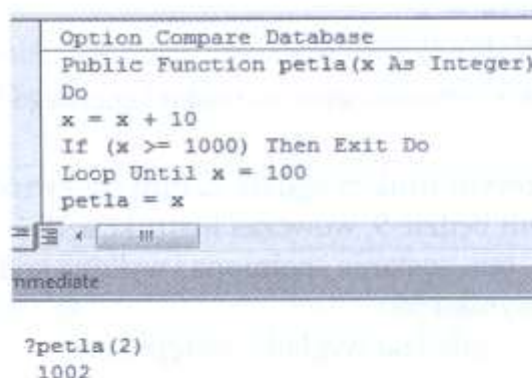 Option Compare Database
Public Function petla(x As Integer)
Do
x = x + 10
If (x >= 1000) Then Exit Do
Loop Until x = 100
petla = x
mmediate
?petla(2)
1002